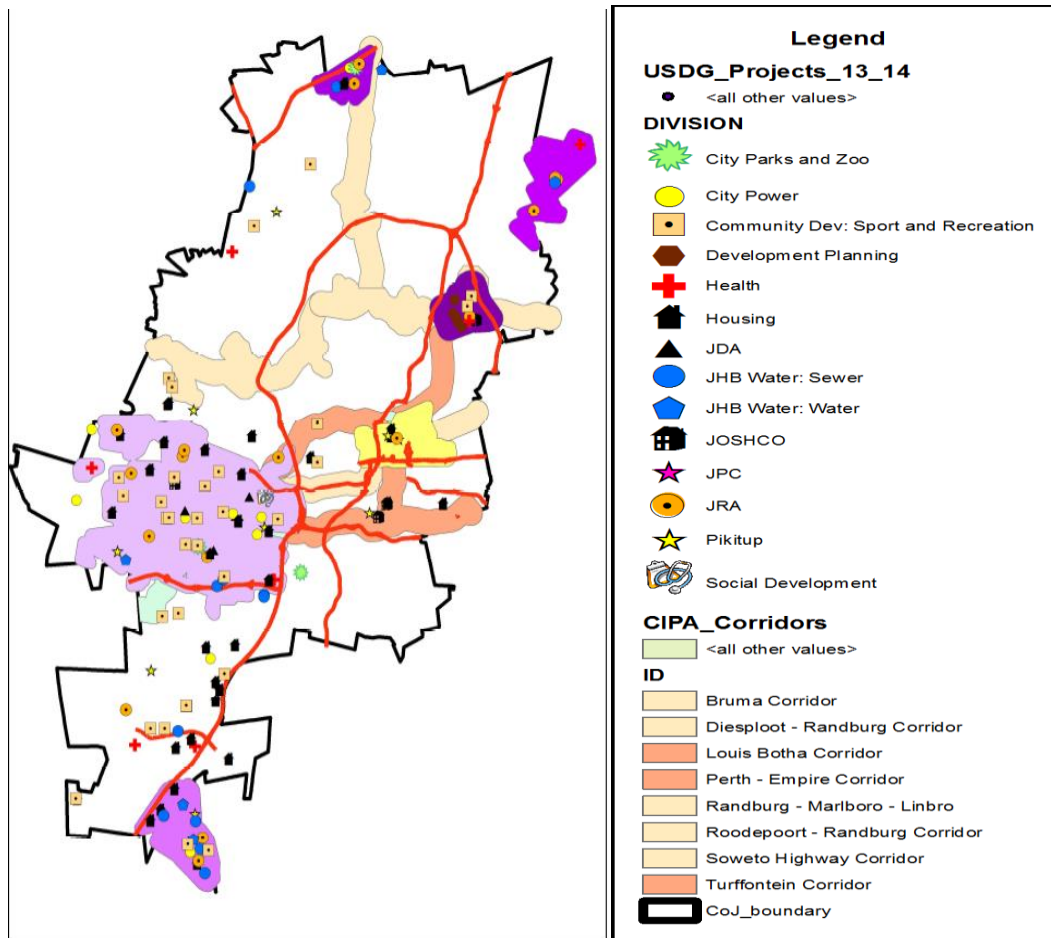 Legend
USDG_Projects_13_14
<all other values>
DIVISION
City Parks and Zoo
City Power
Community Dev: Sport and Recreation
Development Planning
Health
Housing
JDA
JHB Water: Sewer
JHB Water: Water
JOSHCO
JPC
JRA
Pikitup
Social Development
CIPA_Corridors
<all other values>
ID
Bruma Corridor
Diesploot - Randburg Corridor
Louis Botha Corridor
Perth - Empire Corridor
Randburg - Marlboro - Linbro
Roodepoort - Randburg Corridor
Soweto Highway Corridor
Turffontein Corridor
CoJ_boundary